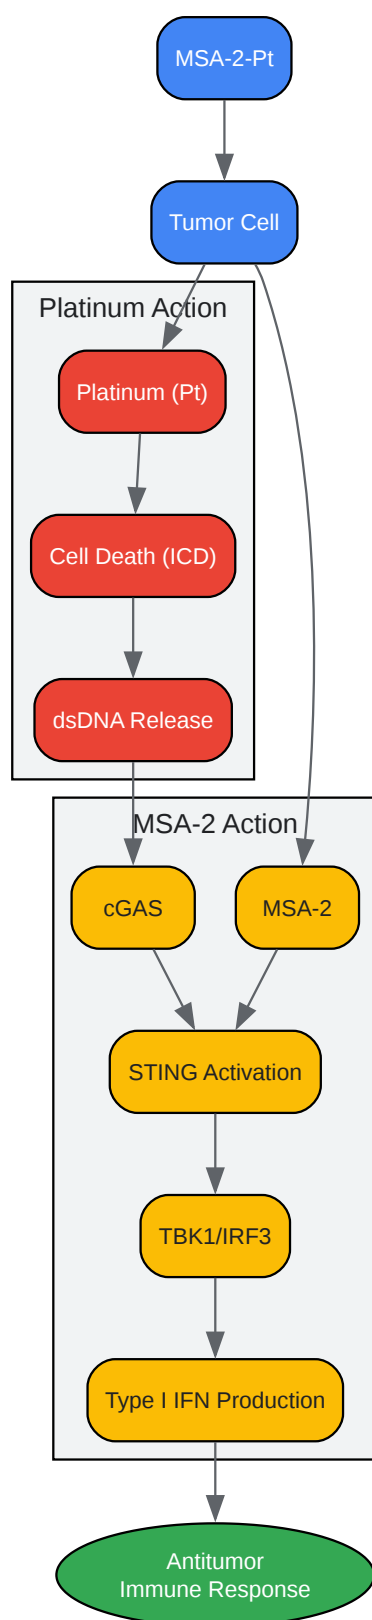 MSA-2-Pt
Tumor Cell
Platinum Action
Platinum (Pt)
Cell Death (ICD)
dsDNA Release
MSA-2 Action
cGAS
MSA-2
STING Activation
TBK1/IRF3
Type I IFN Production
Antitumor
Immune Response